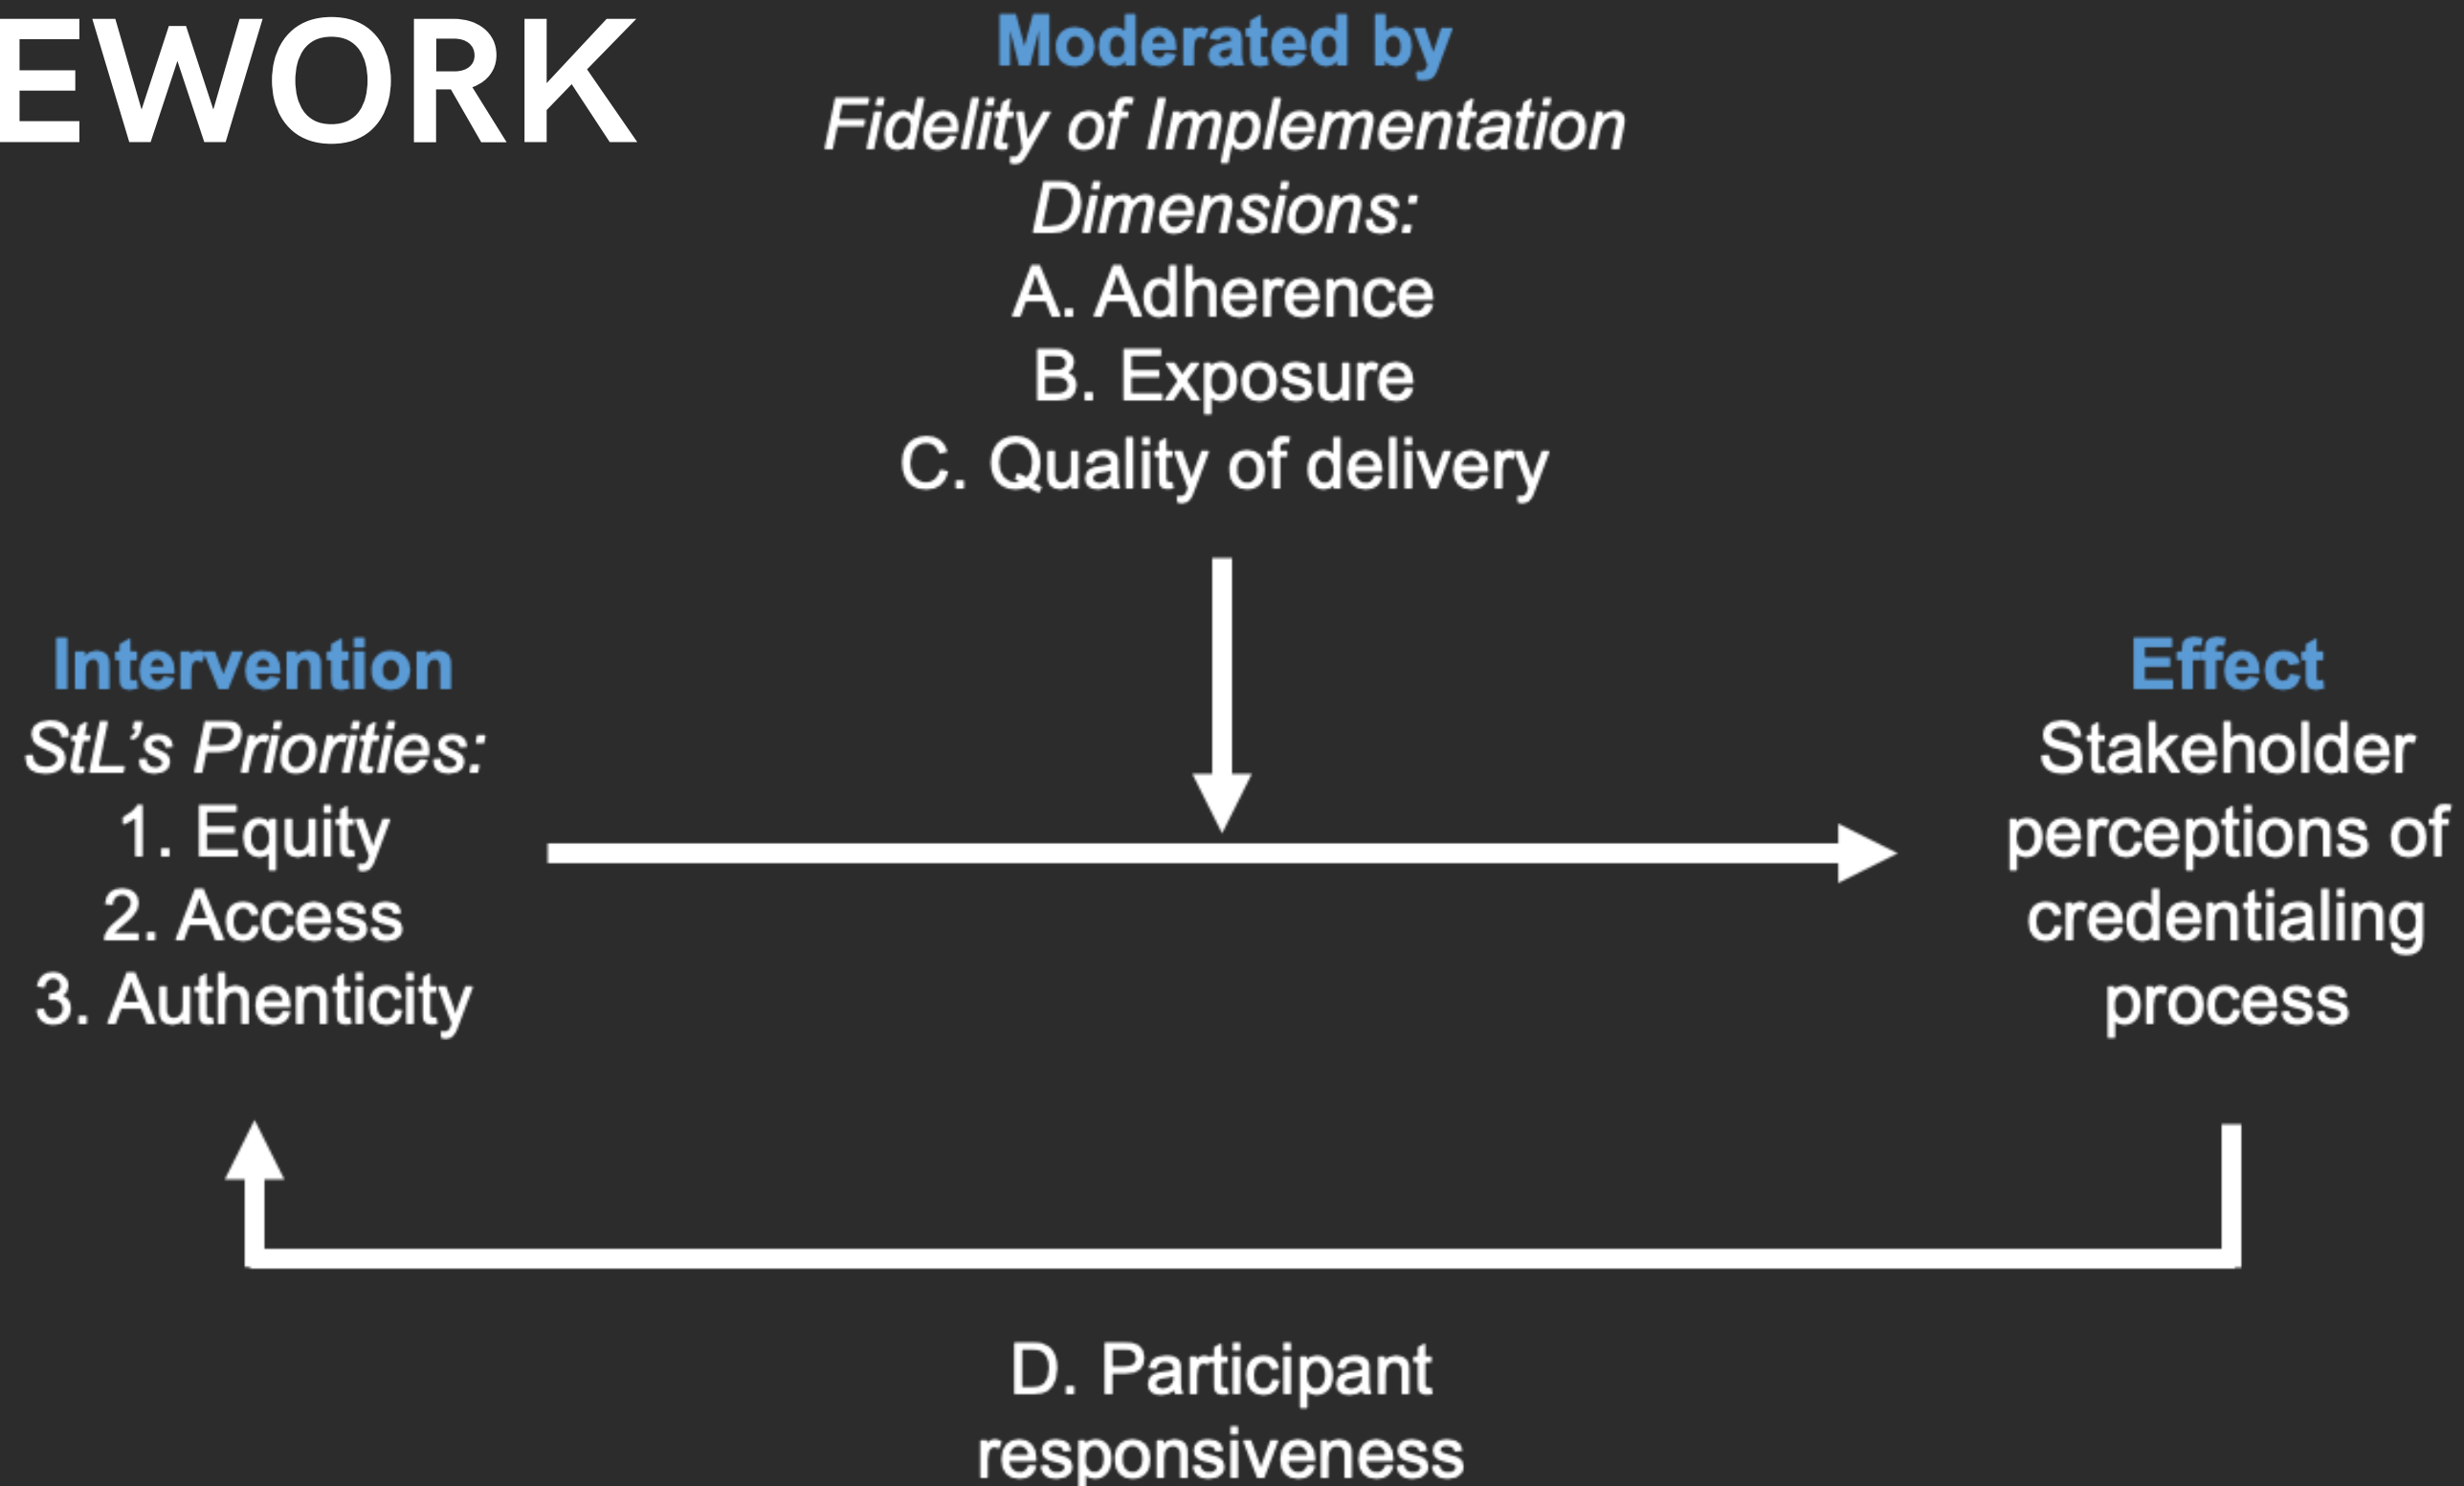 EWORK
Moderated by
Fidelity of Implementation
Dimensions:
A. Adherence
B. Exposure
C. Quality of delivery
Intervention
StL’s Priorities:
1. Equity
2. Access
3. Authenticity
Effect
Stakeholder
perceptions of
credentialing
process
D. Participant
responsiveness